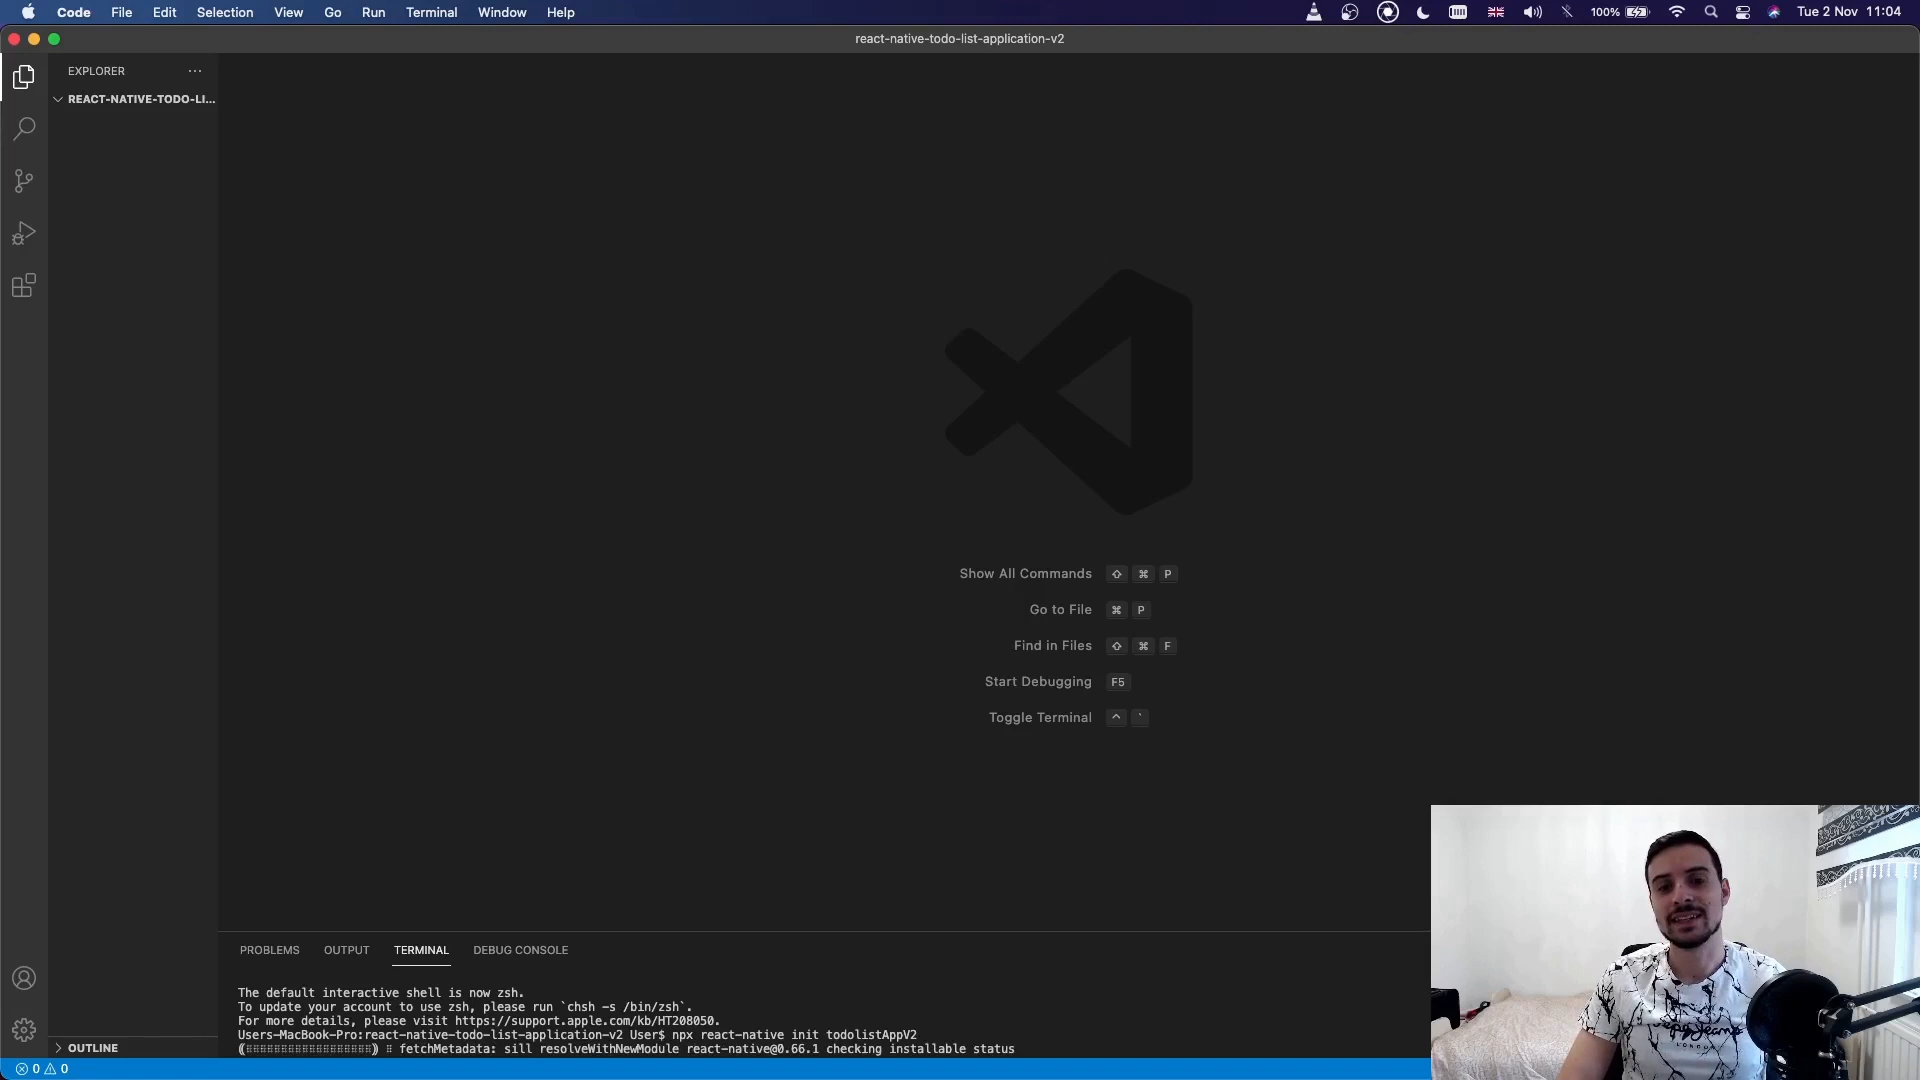 Code File Edit Selection View Go Run Terminal Window Help 100% Tue 2 Nov 11:04
react-native-todo-list-application-v2
EXPLORER ···
REACT-NATIVE-TODO-LI...
Show All Commands ⇧ ⌘ P
Go to File ⌘ P
Find in Files ⇧ ⌘ F
Start Debugging F5
Toggle Terminal ^ `
PROBLEMS OUTPUT TERMINAL DEBUG CONSOLE
The default interactive shell is now zsh.
To update your account to use zsh, please run `chsh -s /bin/zsh`.
For more details, please visit https://support.apple.com/kb/HT208050.
Users-MacBook-Pro:react-native-todo-list-application-v2 User$ npx react-native init todolistAppV2
fetchMetadata: sill resolveWithNewModule react-native@0.66.1 checking installable status
OUTLINE
0 0
Pepe Jeans
LONDON